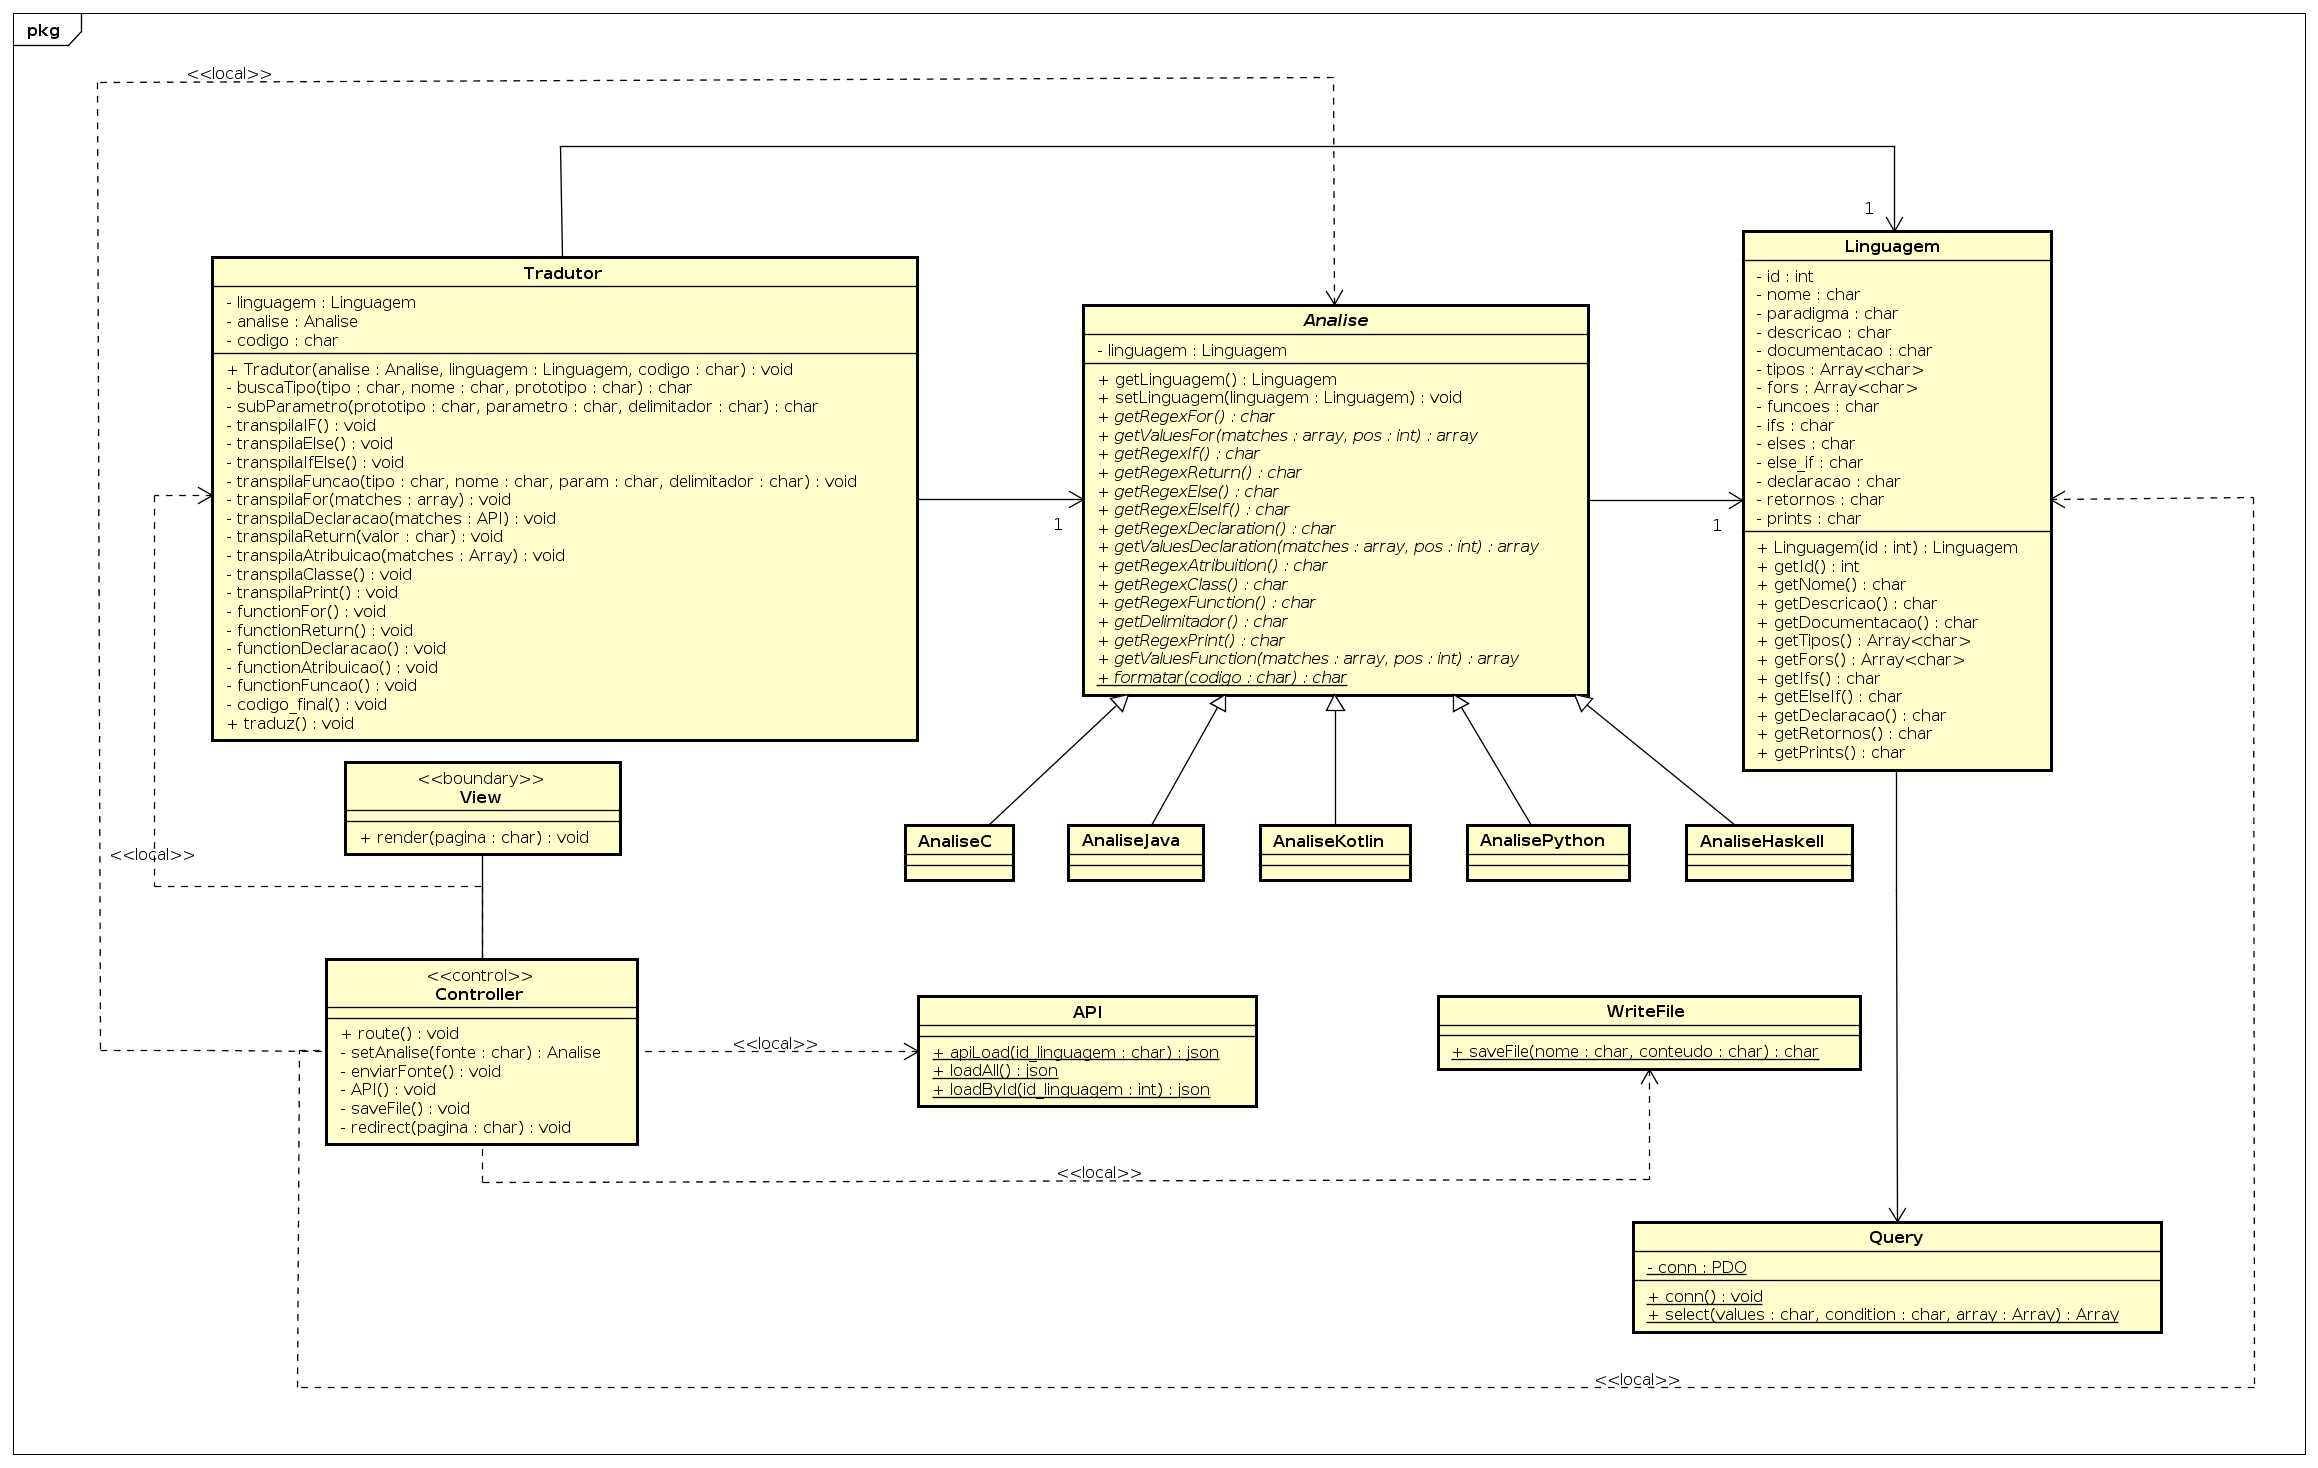 pkg
<<local>>
1
Tradutor
- linguagem : Linguagem
- analise : Analise
- codigo : char
+ Tradutor(analise : Analise, linguagem : Linguagem, codigo : char) : void
- buscaTipo(tipo : char, nome : char, prototipo : char) : char
- subParametro(prototipo : char, parametro : char, delimitador : char) : char
- transpilaIF() : void
- transpilaElse() : void
- transpilaIfElse() : void
- transpilaFuncao(tipo : char, nome : char, param : char, delimitador : char) : void
- transpilaFor(matches : array) : void
- transpilaDeclaracao(matches : API) : void
- transpilaReturn(valor : char) : void
- transpilaAtribuicao(matches : Array) : void
- transpilaClasse() : void
- transpilaPrint() : void
- functionFor() : void
- functionReturn() : void
- functionDeclaracao() : void
- functionAtribuicao() : void
- functionFuncao() : void
- codigo_final() : void
+ traduz() : void
1
Analise
- linguagem : Linguagem
+ getLinguagem() : Linguagem
+ setLinguagem(linguagem : Linguagem) : void
+ getRegexFor() : char
+ getValuesFor(matches : array, pos : int) : array
+ getRegexIf() : char
+ getRegexReturn() : char
+ getRegexElse() : char
+ getRegexElseIf() : char
+ getRegexDeclaration() : char
+ getValuesDeclaration(matches : array, pos : int) : array
+ getRegexAtribuition() : char
+ getRegexClass() : char
+ getRegexFunction() : char
+ getDelimitador() : char
+ getRegexPrint() : char
+ getValuesFunction(matches : array, pos : int) : array
+ formatar(codigo : char) : char
1
Linguagem
- id : int
- nome : char
- paradigma : char
- descricao : char
- documentacao : char
- tipos : Array<char>
- fors : Array<char>
- funcoes : char
- ifs : char
- elses : char
- else_if : char
- declaracao : char
- retornos : char
- prints : char
+ Linguagem(id : int) : Linguagem
+ getId() : int
+ getNome() : char
+ getDescricao() : char
+ getDocumentacao() : char
+ getTipos() : Array<char>
+ getFors() : Array<char>
+ getIfs() : char
+ getElseIf() : char
+ getDeclaracao() : char
+ getRetornos() : char
+ getPrints() : char
<<boundary>>
View
+ render(pagina : char) : void
<<local>>
AnaliseC
AnaliseJava
AnaliseKotlin
AnalisePython
AnaliseHaskell
<<control>>
Controller
+ route() : void
- setAnalise(fonte : char) : Analise
- enviarFonte() : void
- API() : void
- saveFile() : void
- redirect(pagina : char) : void
<<local>>
API
+ apiLoad(id_linguagem : char) : json
+ loadAll() : json
+ loadById(id_linguagem : int) : json
WriteFile
+ saveFile(nome : char, conteudo : char) : char
<<local>>
Query
- conn : PDO
+ conn() : void
+ select(values : char, condition : char, array : Array) : Array
<<local>>